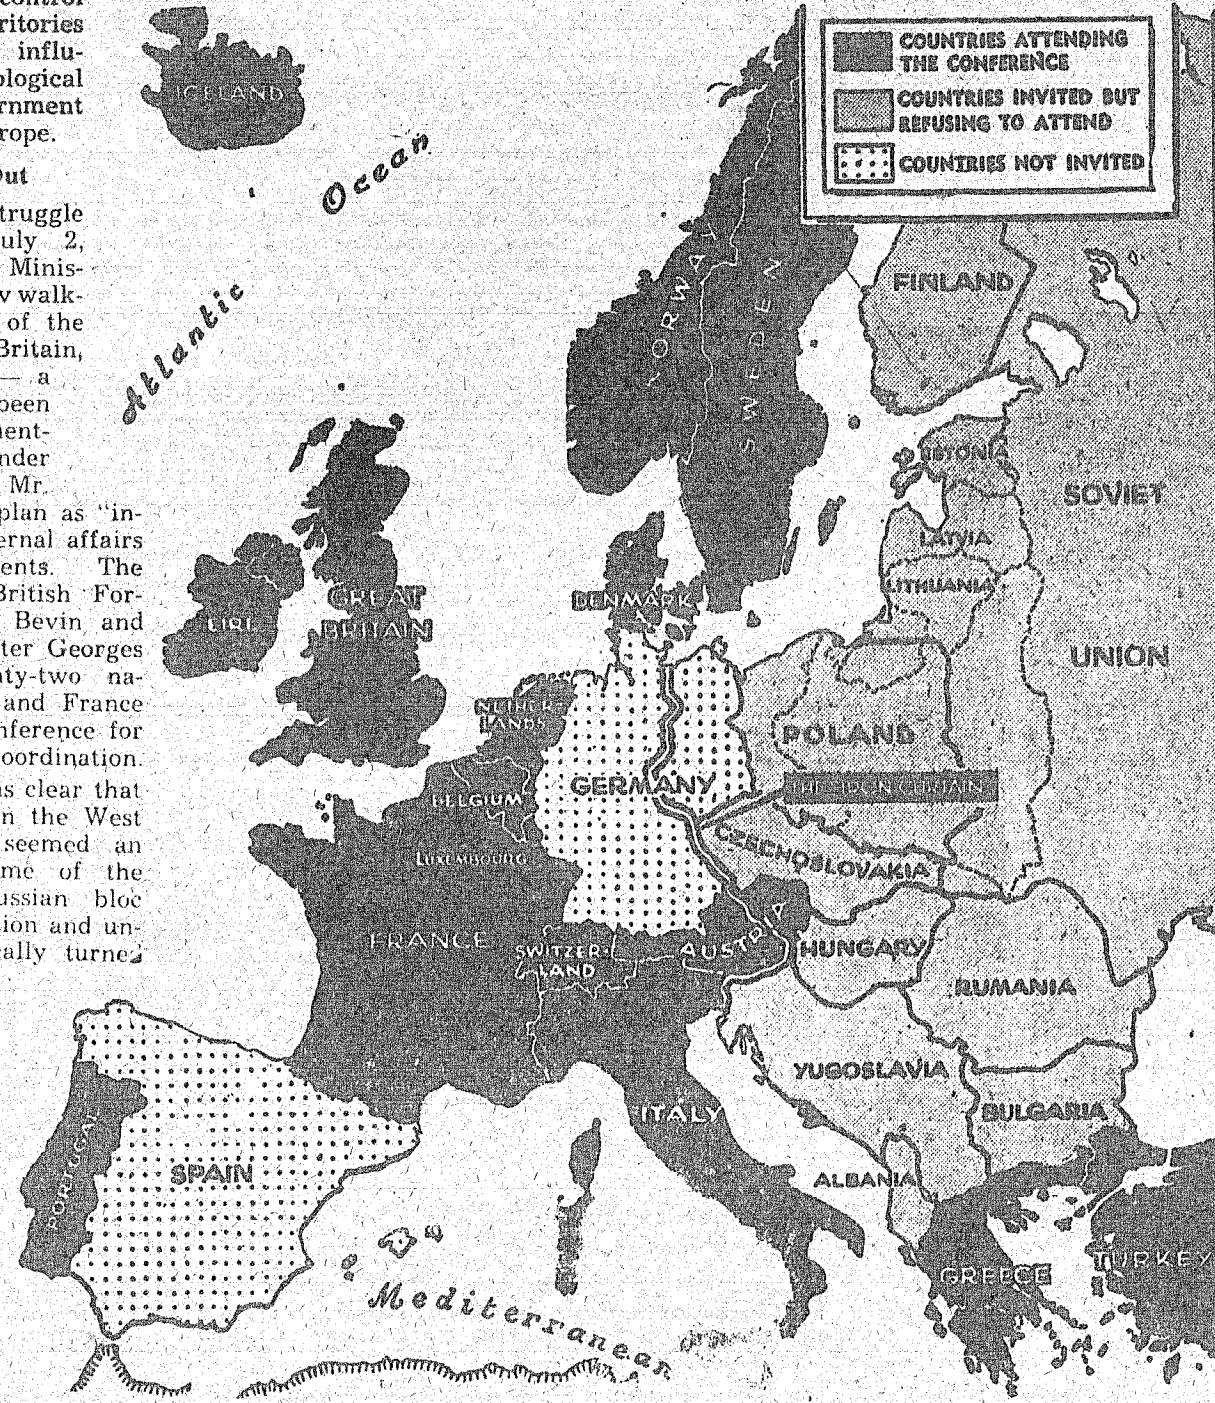 control
ritories
influ-
ological
ernment
rope.
Out
truggle
uly 2,
Minis-
v walk-
of the
Britain,
— a
been
ent-
nder
Mr.
plan as "in-
ernal affairs
ents. The
British For-
Bevin and
ter Georges
ty-two na-
and France
nference for
oordination.
s clear that
n the West
seemed an
me of the
ussian bloc
ion and un-
cally turned
COUNTRIES ATTENDING
THE CONFERENCE
COUNTRIES INVITED BUT
REFUSING TO ATTEND
COUNTRIES NOT INVITED
ICELAND
Atlantic Ocean
NORWAY
SWEDEN
FINLAND
ESTONIA
SOVIET
UNION
LATVIA
LITHUANIA
EIRE
GREAT
BRITAIN
DENMARK
NETHER-
LANDS
POLAND
GERMANY
THE IRON CURTAIN
BELGIUM
LUXEMBOURG
CZECHOSLOVAKIA
FRANCE
SWITZER-
LAND
AUSTRIA
HUNGARY
RUMANIA
YUGOSLAVIA
BULGARIA
ITALY
PORTUGAL
SPAIN
ALBANIA
GREECE
TURKEY
Mediterranean